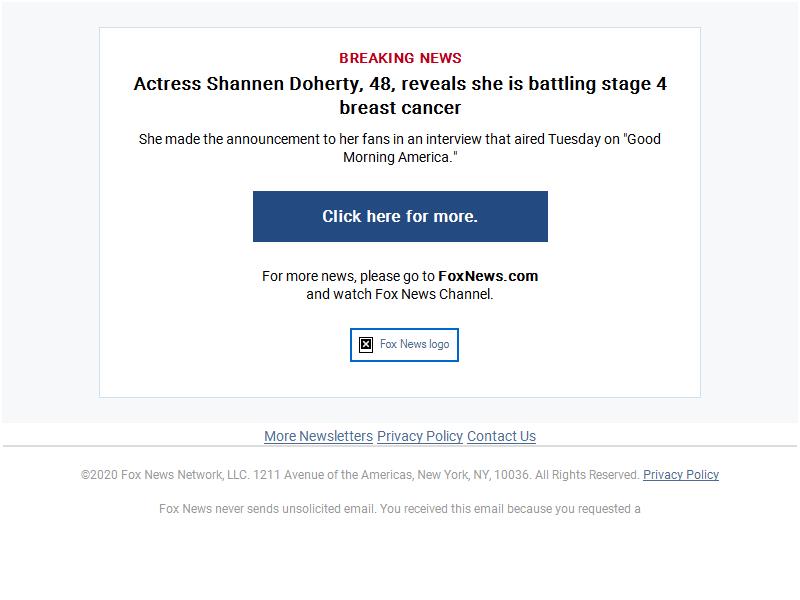 BREAKING NEWS
Actress Shannen Doherty, 48, reveals she is battling stage 4
breast cancer
She made the announcement to her fans in an interview that aired Tuesday on "Good
Morning America."
Click here for more.
For more news, please go to FoxNews.com
and watch Fox News Channel.
Fox News logo
More Newsletters Privacy Policy Contact Us
©2020 Fox News Network, LLC. 1211 Avenue of the Americas, New York, NY, 10036. All Rights Reserved. Privacy Policy
Fox News never sends unsolicited email. You received this email because you requested a